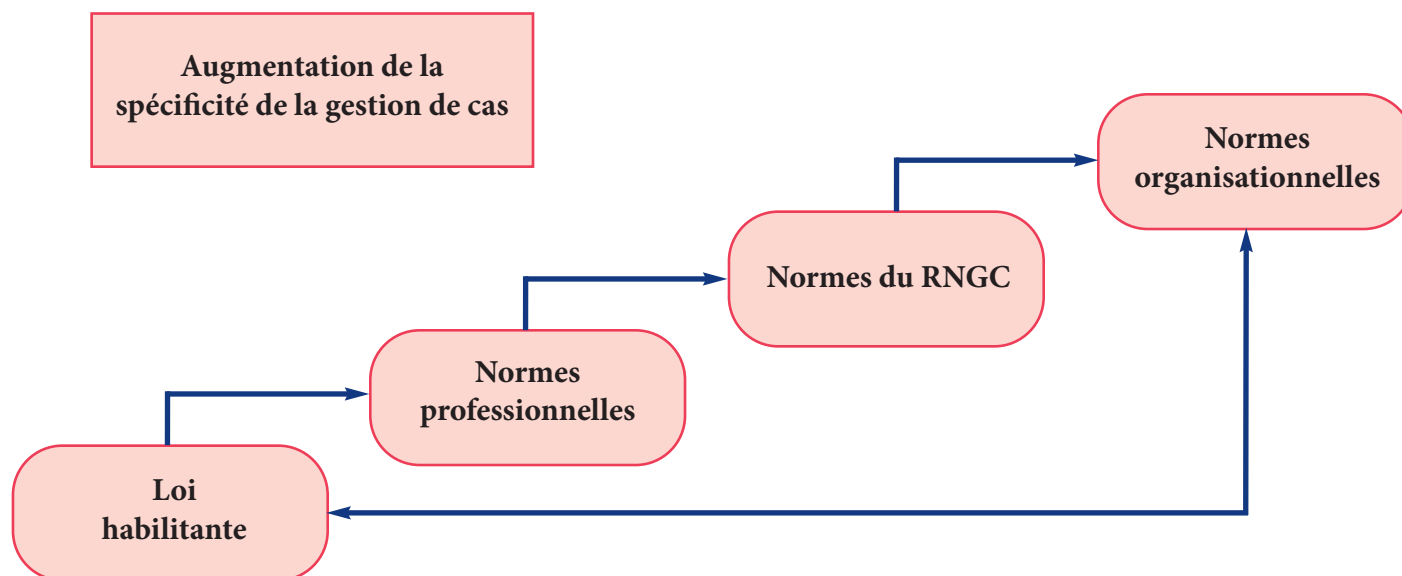 Augmentation de la
spécificité de la gestion de cas
Normes
organisationnelles
Normes du RNGC
Normes
professionnelles
Loi
habilitante